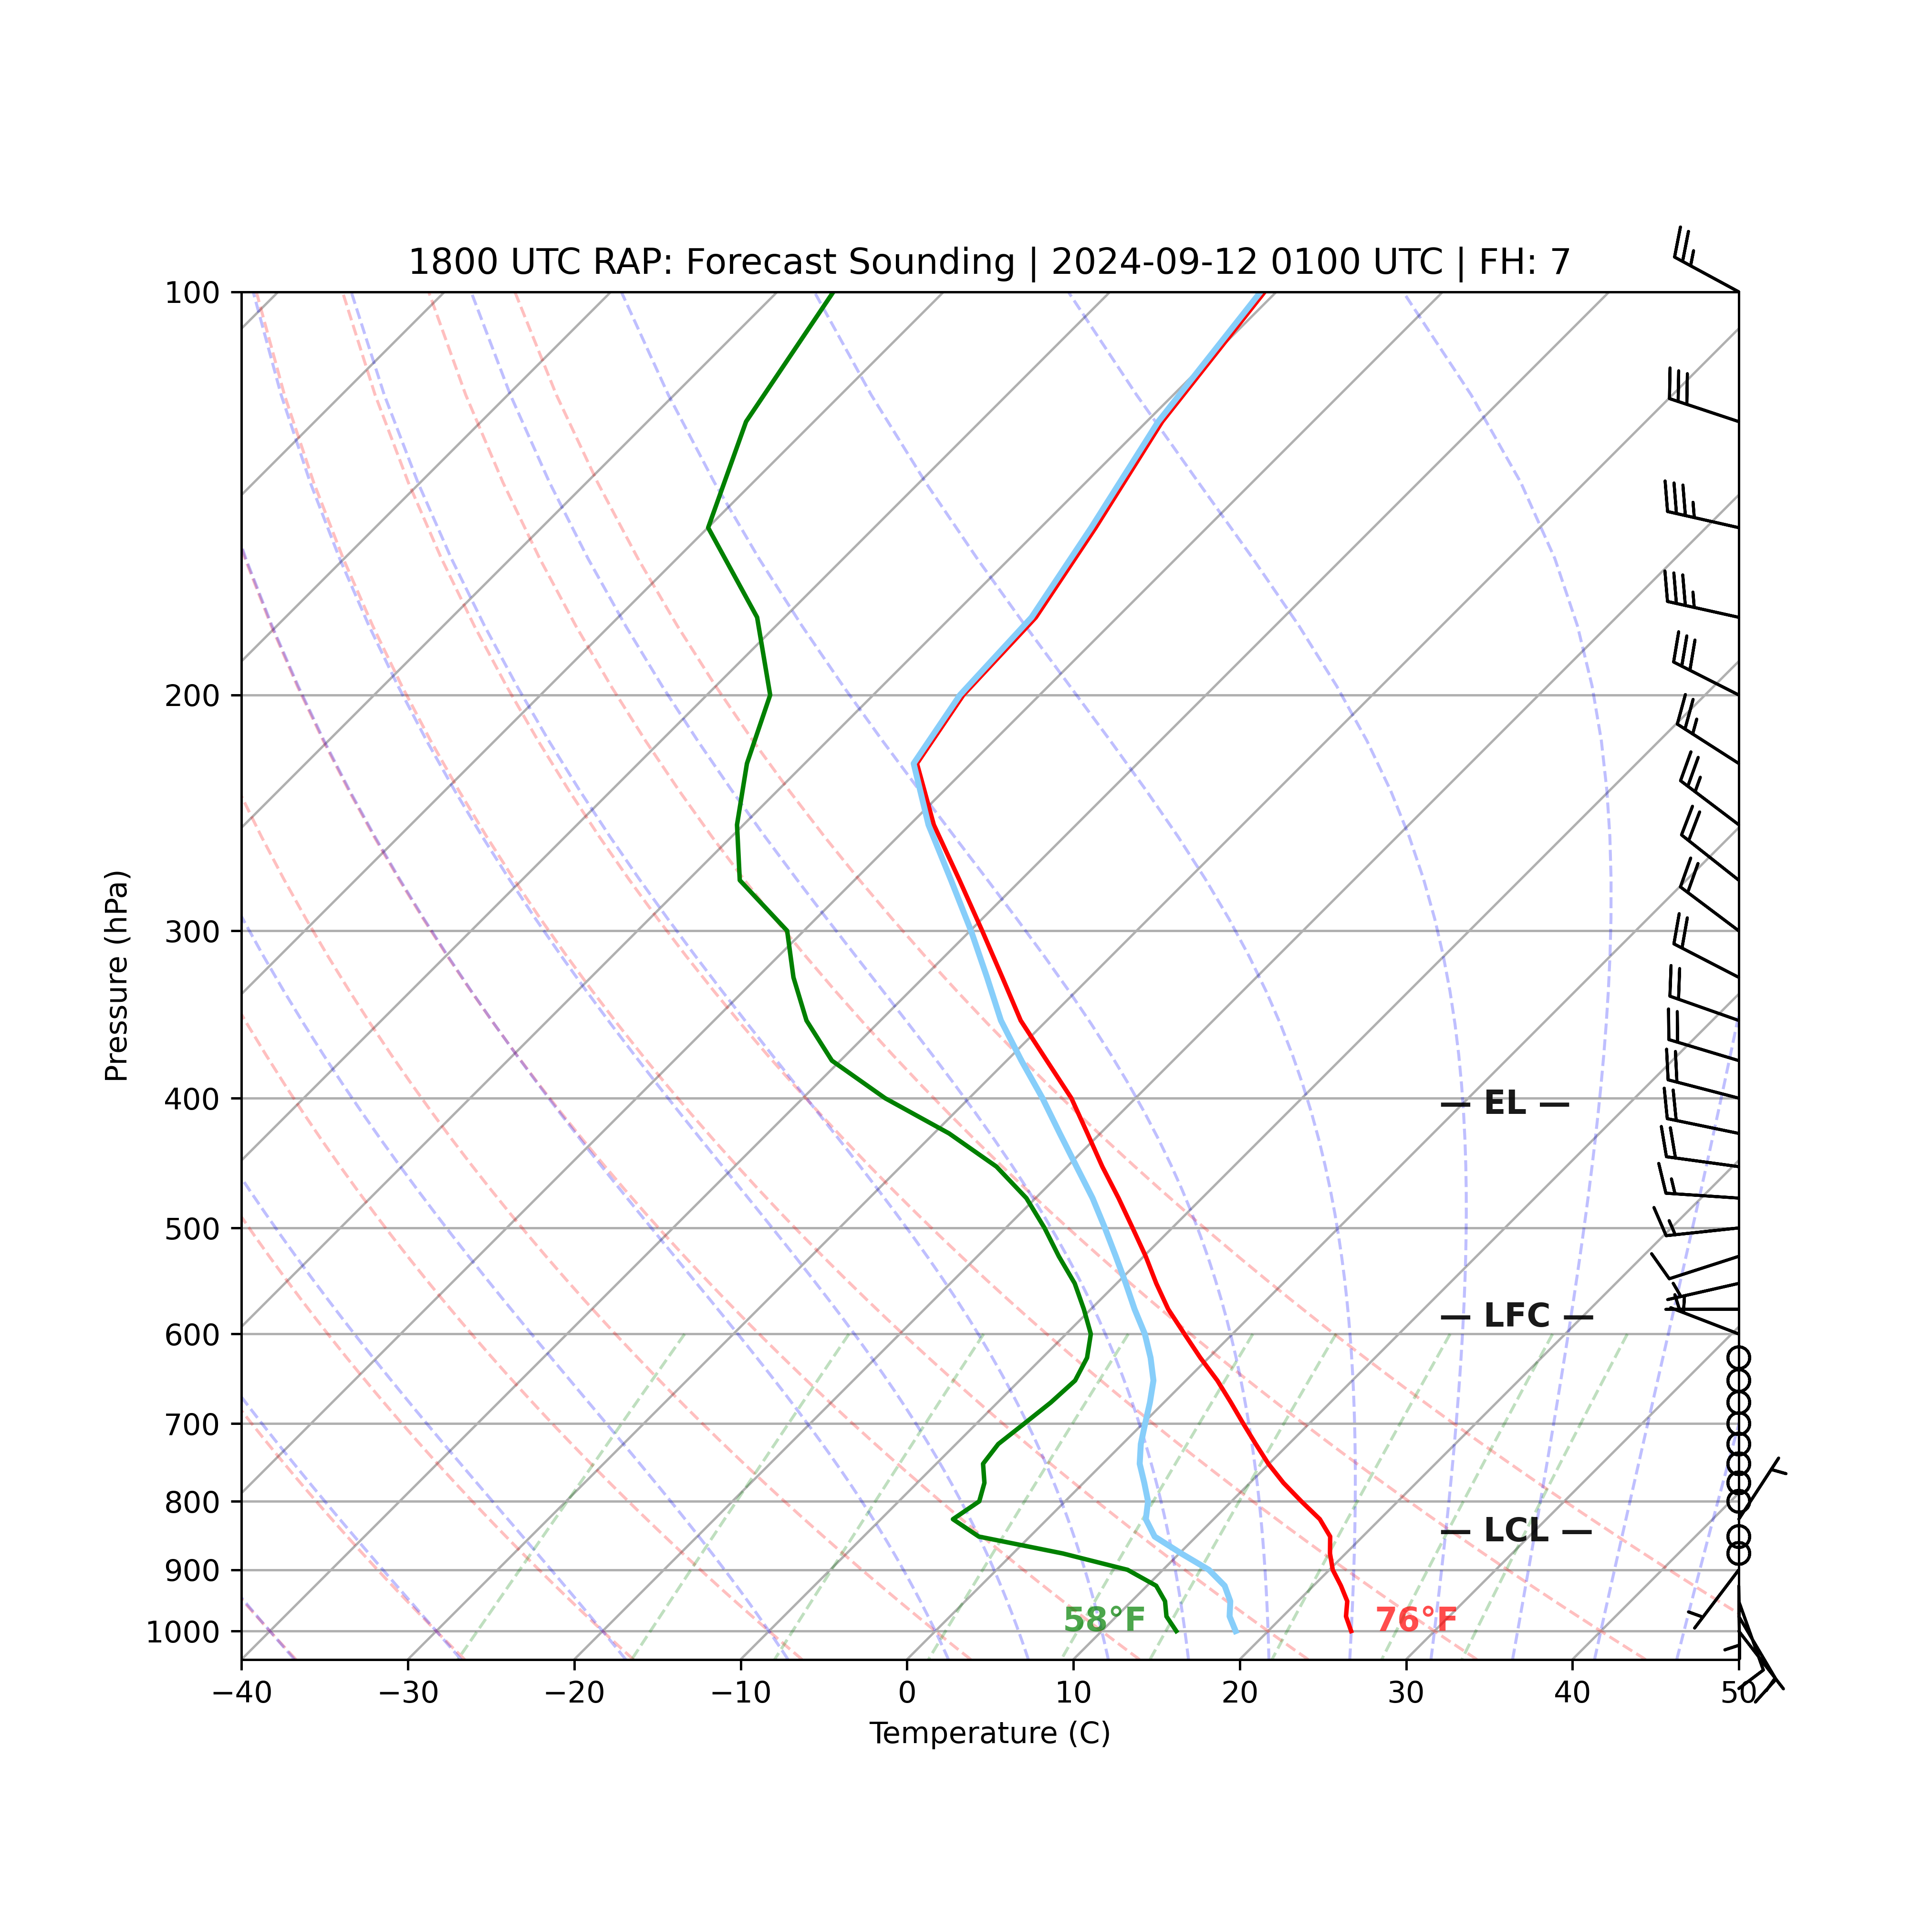 1800 UTC RAP: Forecast Sounding | 2024-09-12 0100 UTC | FH: 7
100
200
300
400
500
600
700
800
900
1000
Pressure (hPa)
— EL —
— LFC —
— LCL —
58°F
76°F
−40 −30 −20 −10 0 10 20 30 40 50
Temperature (C)